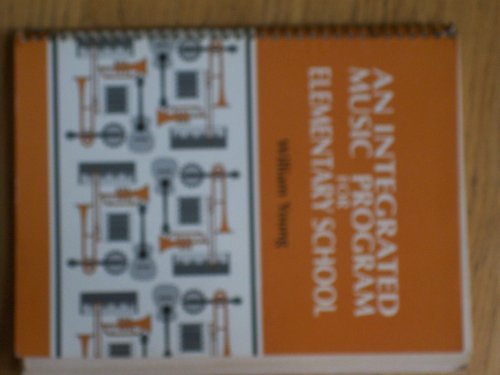 AN INTEGRATED
MUSIC PROGRAM
FOR
ELEMENTARY SCHOOL
William Young